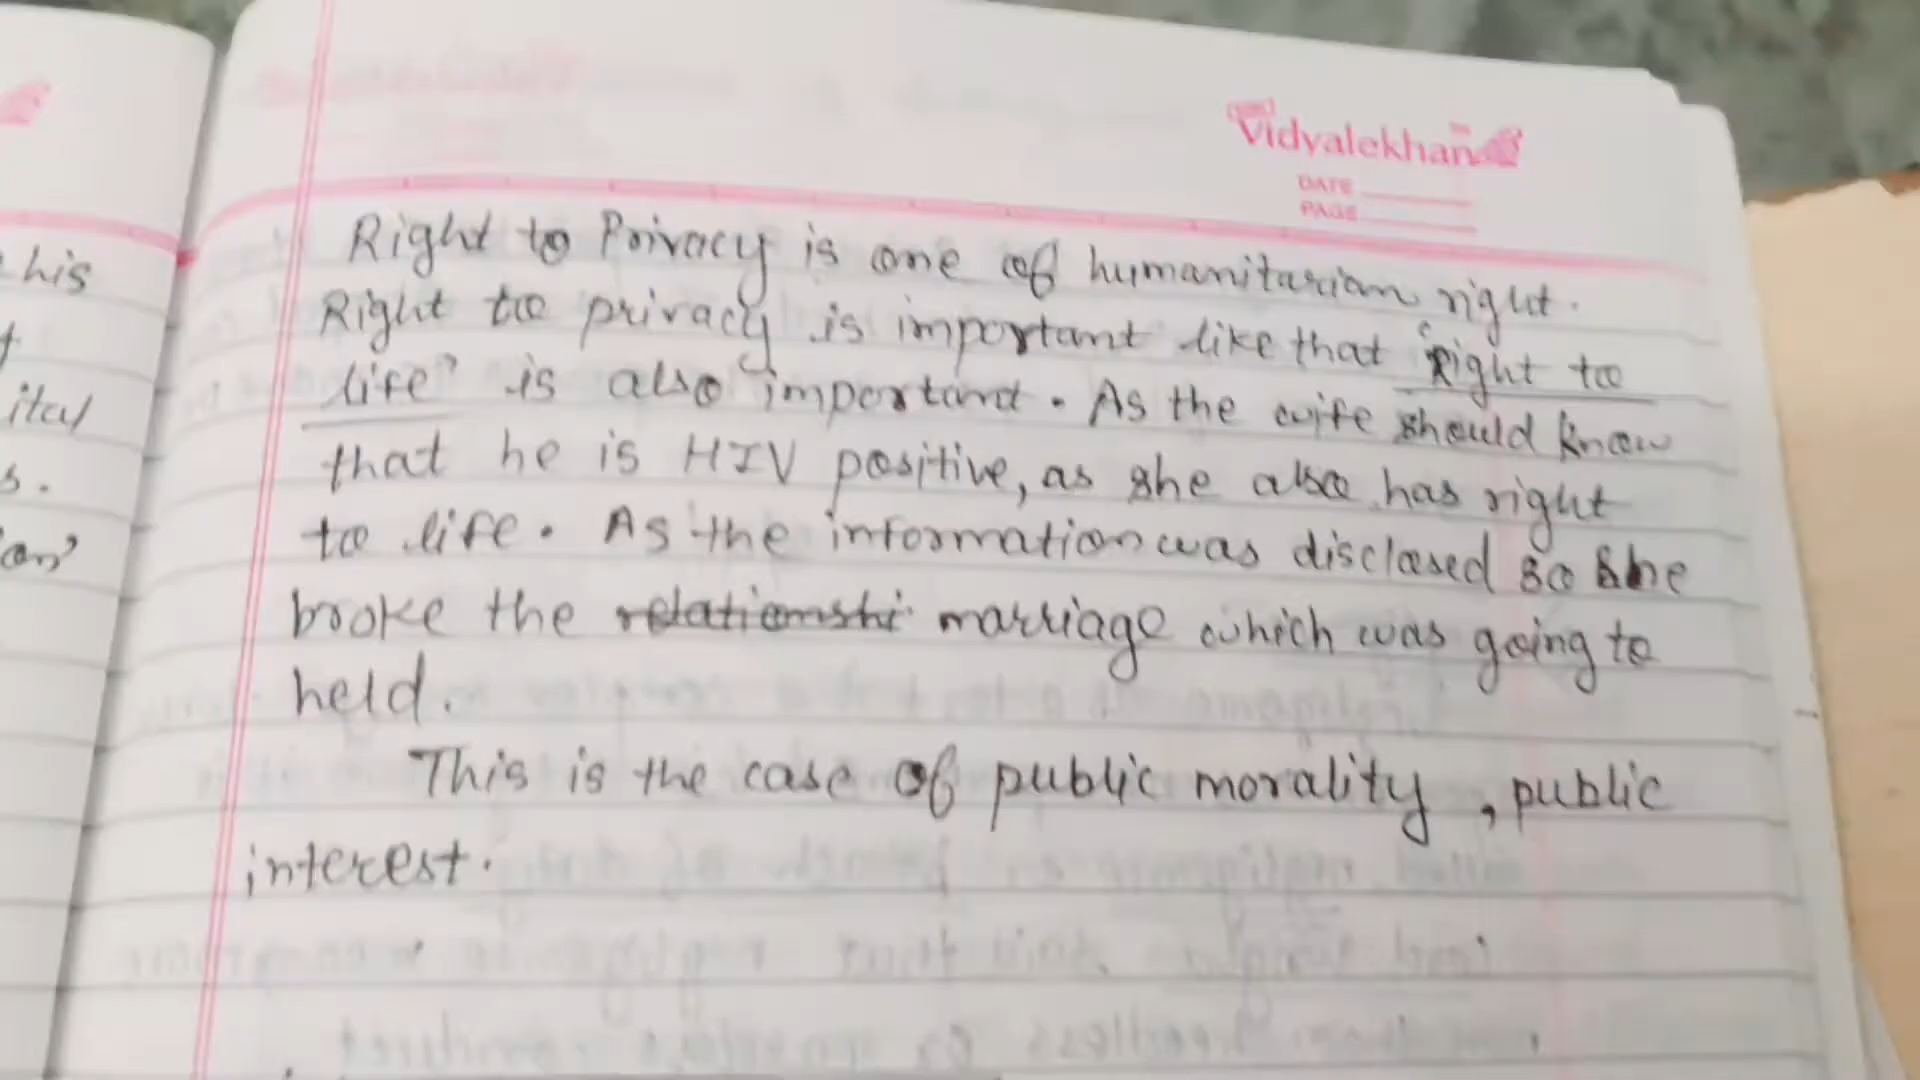 Vidyalekhan
DATE
PAGE
his
Right to Privacy is one of humanitarian right.
Right to privacy is important like that 'Right to
life' is also important. As the wife should know
that he is HIV positive, as she also has right
to life. As the information was disclosed so she
broke the relationshi marriage which was going to
held.
This is the case of public morality, public
interest.